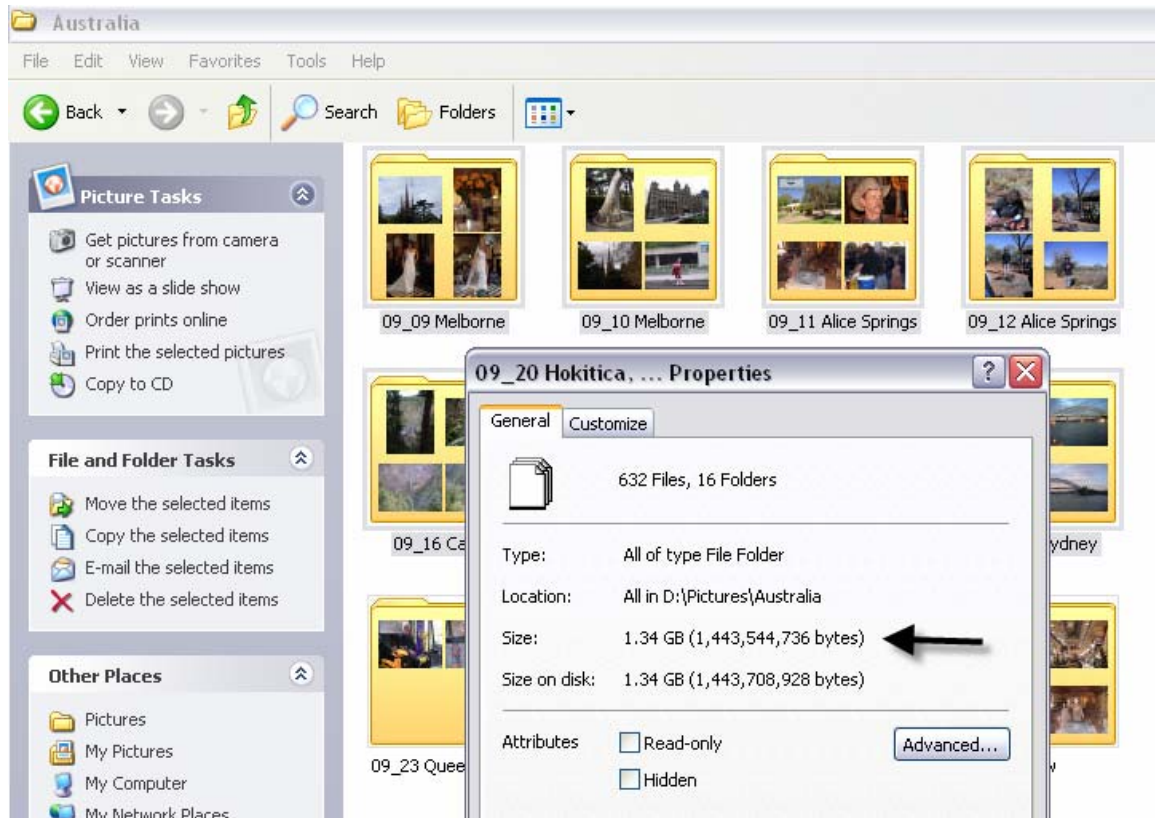 Australia
File Edit View Favorites Tools Help
Back Search Folders
Picture Tasks
Get pictures from camera
or scanner
View as a slide show
Order prints online
Print the selected pictures
Copy to CD
File and Folder Tasks
Move the selected items
Copy the selected items
E-mail the selected items
Delete the selected items
Other Places
Pictures
My Pictures
My Computer
My Network Places
09_09 Melborne 09_10 Melborne 09_11 Alice Springs 09_12 Alice Springs
09_16 Ca
ydney
09_23 Quee
09_20 Hokitica, ... Properties
General Customize
632 Files, 16 Folders
Type: All of type File Folder
Location: All in D:\Pictures\Australia
Size: 1.34 GB (1,443,544,736 bytes)
Size on disk: 1.34 GB (1,443,708,928 bytes)
Attributes Read-only Advanced...
Hidden